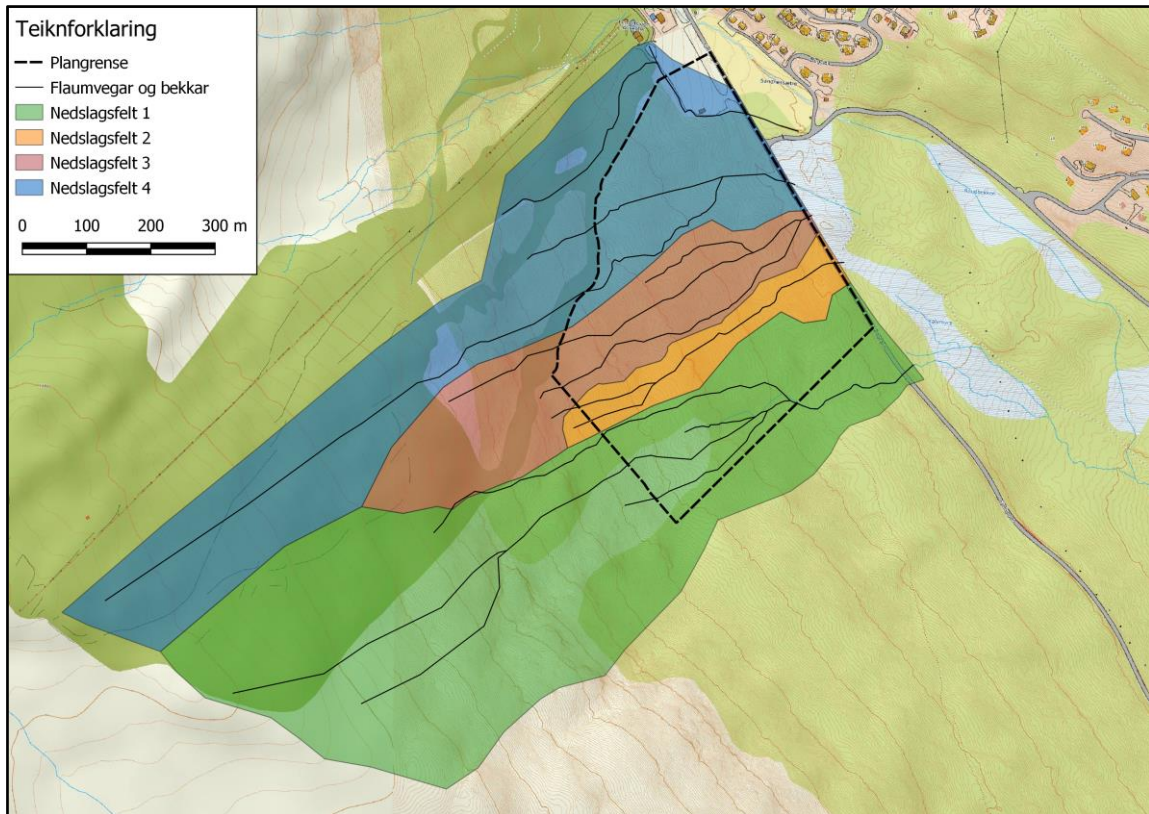 Teiknforklaring
Plangrense
Flaumvegar og bekkar
Nedslagsfelt 1
Nedslagsfelt 2
Nedslagsfelt 3
Nedslagsfelt 4
0 100 200 300 m